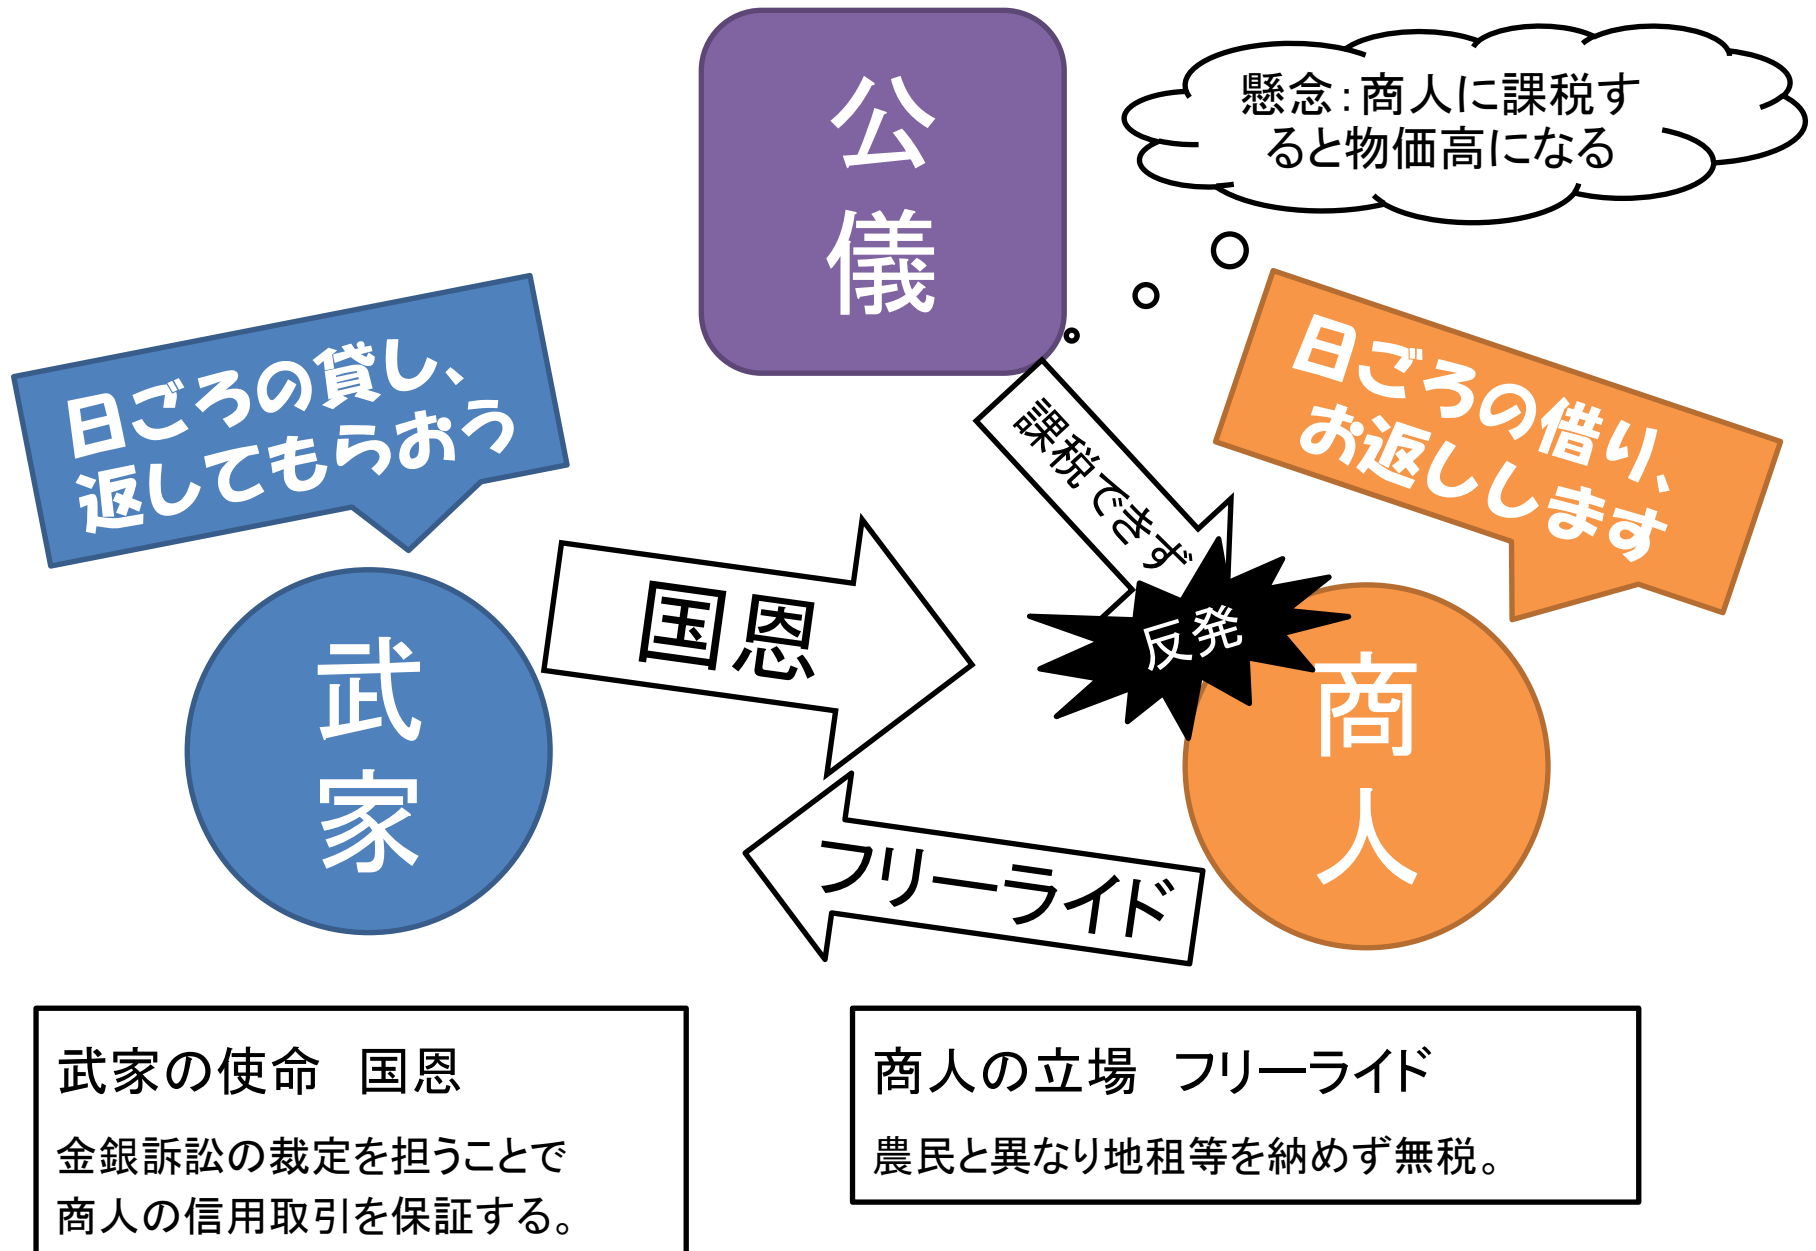 公
儀
懸念：商人に課税す
ると物価高になる
日ごろの貸し、
返してもらおう
課税できず
日ごろの借り、
お返しします
国恩
反発
武
家
商
人
フリーライド
武家の使命　国恩
金銀訴訟の裁定を担うことで
商人の信用取引を保証する。
商人の立場　フリーライド
農民と異なり地租等を納めず無税。